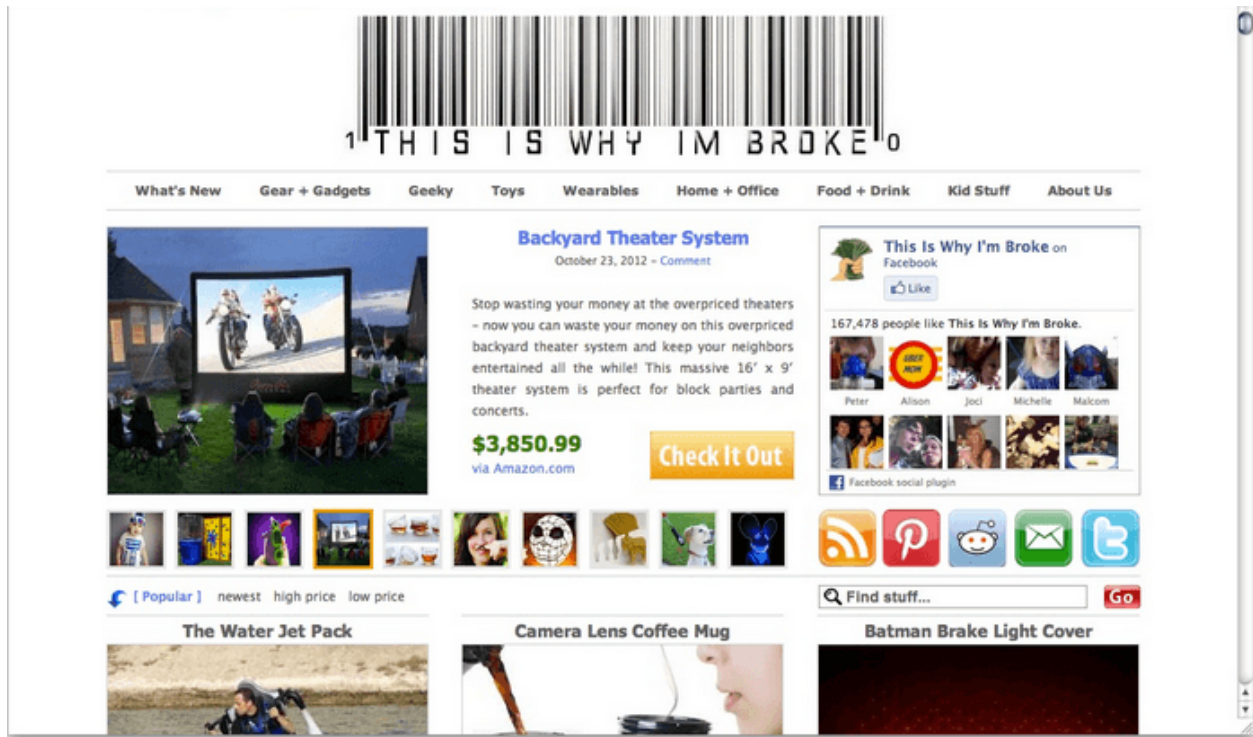 1 THIS IS WHY IM BROKE 0
What's New Gear + Gadgets Geeky Toys Wearables Home + Office Food + Drink Kid Stuff About Us
Backyard Theater System
October 23, 2012 – Comment
Stop wasting your money at the overpriced theaters
– now you can waste your money on this overpriced
backyard theater system and keep your neighbors
entertained all the while! This massive 16′ x 9′
theater system is perfect for block parties and
concerts.
$3,850.99
via Amazon.com
Check It Out
This Is Why I'm Broke on
Facebook
Like
167,478 people like This Is Why I'm Broke.
UBER
MOM
Peter Alison Joci Michelle Malcom
Facebook social plugin
[ Popular ] newest high price low price
Find stuff...
Go
The Water Jet Pack
Camera Lens Coffee Mug
Batman Brake Light Cover